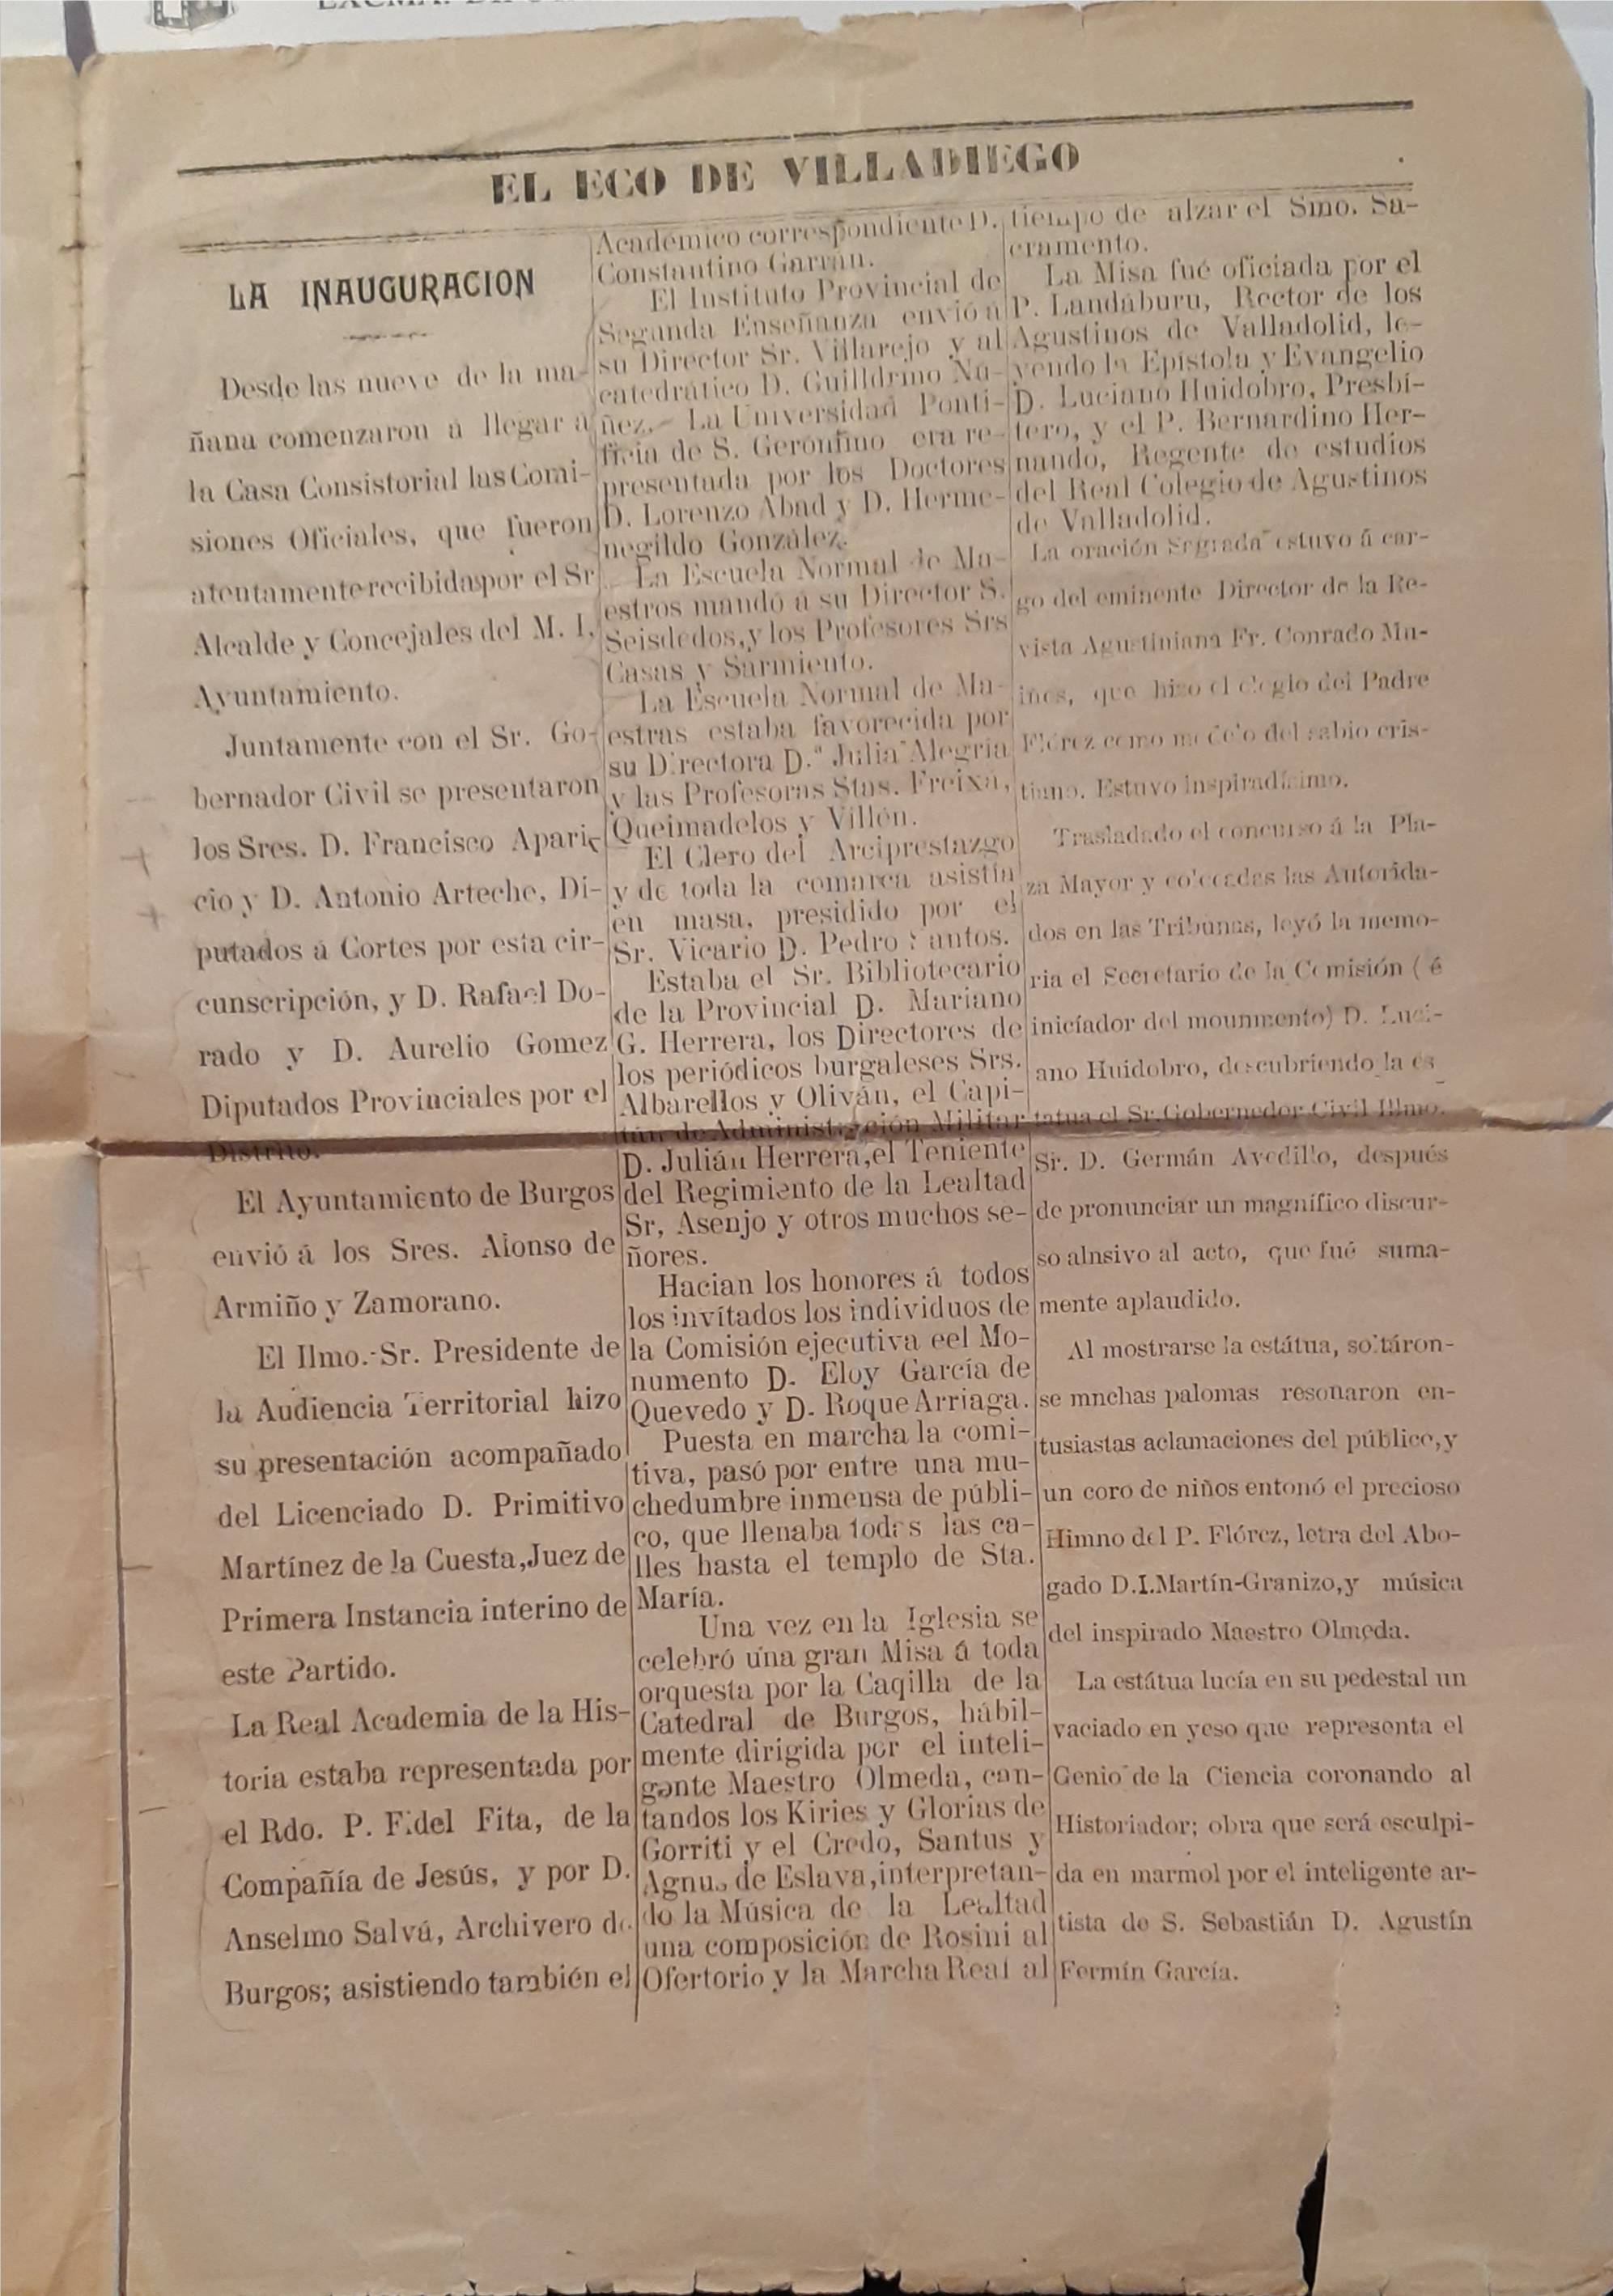 EL ECO DE VILLADIEGO
LA INAUGURACION
Desde las nueve de la ma-
ñana comenzaron á llegar á
la Casa Consistorial las Comi-
siones Oficiales, que fueron
atentamente recibidas por el Sr
Alcalde y Concejales del M. I,
Ayuntamiento.
Juntamente con el Sr. Go-
bernador Civil se presentaron
los Sres. D. Francisco Apari-
cio y D. Antonio Arteche, Di-
putados á Cortes por esta cir-
cunscripción, y D. Rafael Do-
rado y D. Aurelio Gomez
Diputados Provinciales por el
Distrito.
El Ayuntamiento de Burgos
envió á los Sres. Alonso de
Armiño y Zamorano.
El Ilmo. Sr. Presidente de
la Audiencia Territorial hizo
su presentación acompañado
del Licenciado D. Primitivo
Martínez de la Cuesta, Juez de
Primera Instancia interino de
este Partido.
La Real Academia de la His-
toria estaba representada por
el Rdo. P. Fidel Fita, de la
Compañía de Jesús, y por D.
Anselmo Salvá, Archivero de
Burgos; asistiendo también el
Académico correspondiente D.
Constantino Garrán.
El Instituto Provincial de
Segunda Enseñanza envió á
su Director Sr. Villarejo y al
catedrático D. Guilldrmo Nú-
ñez.- La Universidad Ponti-
ficia de S. Gerónfino era re-
presentada por los Doctores
D. Lorenzo Abad y D. Herme-
negildo González.
La Escuela Normal de Ma-
estros mandó á su Director S.
Seisdedos, y los Profesores Srs
Casas y Sarmiento.
La Escuela Normal de Ma-
estras estaba favorecida por
su Directora D.ª Julia Alegría
y las Profesoras Stas. Freixa,
Queimadelos y Villén.
El Clero del Arciprestazgo
y de toda la comarca asistía
en masa, presidido por el
Sr. Vicario D. Pedro Santos.
Estaba el Sr. Bibliotecario
de la Provincial D. Mariano
G. Herrera, los Directores de
los periódicos burgaleses Srs.
Albarellos y Oliván, el Capi-
tán de Administración Militar
D. Julián Herrera, el Teniente
del Regimiento de la Lealtad
Sr, Asenjo y otros muchos se-
ñores.
Hacian los honores á todos
los invítados los individuos de
la Comisión ejecutiva eel Mo-
numento D. Eloy García de
Quevedo y D. Roque Arriaga.
Puesta en marcha la comi-
tiva, pasó por entre una mu-
chedumbre inmensa de públi-
co, que llenaba todas las ca-
lles hasta el templo de Sta.
María.
Una vez en la Iglesia se
celebró una gran Misa á toda
orquesta por la Caqilla de la
Catedral de Burgos, hábil-
mente dirigida por el inteli-
gante Maestro Olmeda, can-
tandos los Kiries y Glorias de
Gorriti y el Credo, Santus y
Agnus de Eslava, interpretan-
do la Música de la Lealtad
una composición de Rosini al
Ofertorio y la Marcha Real al
tiempo de alzar el Smo. Sa-
cramento.
La Misa fué oficiada por el
P. Landáburu, Rector de los
Agustinos de Valladolid, le-
yendo la Epístola y Evangelio
D. Luciano Huidobro, Presbí-
tero, y el P. Bernardino Her-
nando, Regente de estudios
del Real Colegio de Agustinos
de Valladolid.
La oración Sagrada estuvo á car-
go del eminente Director de la Re-
vista Agustiniana Fr. Conrado Mu-
iños, que hizo el elogio del Padre
Flórez como modelo del sabio cris-
tiano. Estuvo inspiradísimo.
Trasladado el concurso á la Pla-
za Mayor y colocadas las Autorida-
dos en las Tribunas, leyó la memo-
ria el Secretario de la Comisión ( é
inicíador del mounmento) D. Luci-
ano Huidobro, descubriendo la es
tatua el Sr. Gobernedor Civil Illmo.
Sr. D. Germán Avedillo, después
de pronunciar un magnífico discur-
so alnsivo al acto, que fué suma-
mente aplaudido.
Al mostrarse la estátua, soltáron-
se mnchas palomas resonaron en-
tusiastas aclamaciones del público, y
un coro de niños entonó el precioso
Himno del P. Flórez, letra del Abo-
gado D.I.Martín-Granizo, y música
del inspirado Maestro Olmeda.
La estátua lucía en su pedestal un
vaciado en yeso que representa el
Genio de la Ciencia coronando al
Historiador; obra que será esculpi-
da en marmol por el inteligente ar-
tista de S. Sebastián D. Agustín
Fermín García.